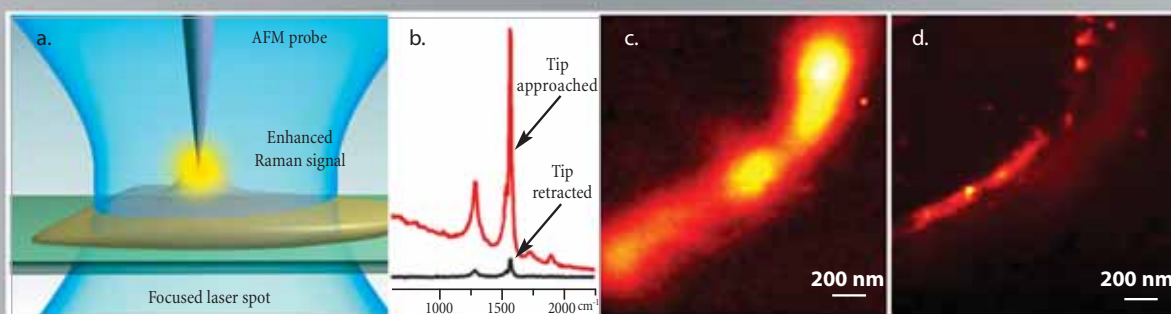 a.
AFM probe
Enhanced
Raman signal
Focused laser spot
b.
Tip
approached
Tip
retracted
1000 1500 2000 cm⁻¹
c.
200 nm
d.
200 nm